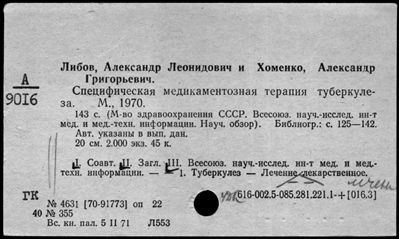 Либов, Александр Леонидович и Хоменко, Александр
Григорьевич.
А
9016
Специфическая медикаментозная терапия туберкуле-
за. М., 1970.
143 с. (М-во здравоохранения СССР. Всесоюз. науч.-исслед. ин-т
мед. и мед.-техн. информации. Науч. обзор). Библиогр.: с. 125—142.
Авт. указаны в вып. дан.
20 см. 2.000 экз. 45 к.
I. Соавт. II. Загл. III. Всесоюз. науч.-исслед. ин-т мед. и мед.-
техн. информации. — 1. Туберкулез — Лечение лекарственное.
ГК
№ 4631 [70-91773] оп 22
616-002.5-085.281.221.1-+ [016.3]
40 № 355
Вс. кн. пал. 5 II 71 Л553